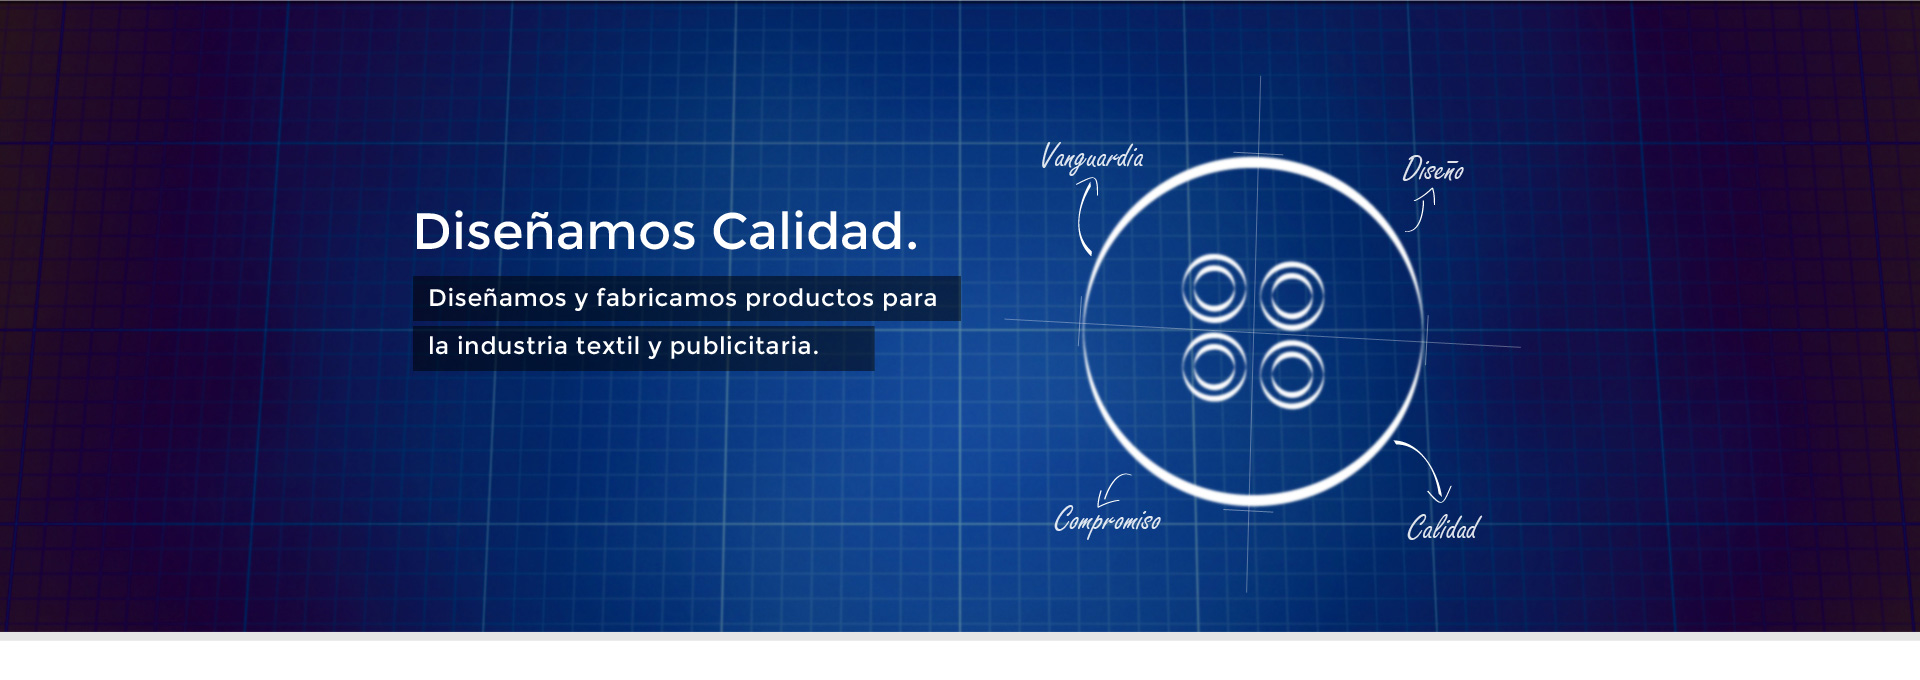 Diseñamos Calidad.
Diseñamos y fabricamos productos para
la industria textil y publicitaria.
Vanguardia
Diseño
Compromiso
Calidad